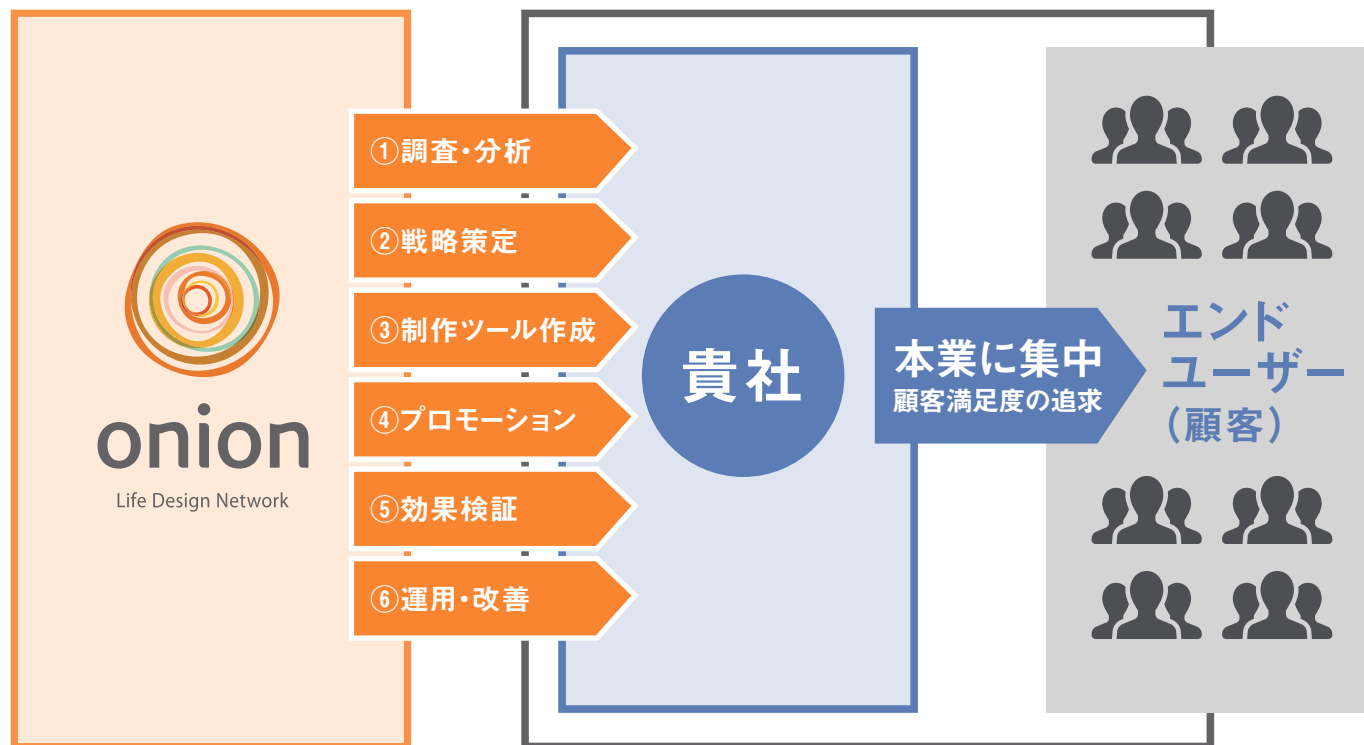 onion
Life Design Network
①調査・分析
②戦略策定
③制作ツール作成
④プロモーション
⑤効果検証
⑥運用・改善
貴社
本業に集中
顧客満足度の追求
エンド
ユーザー
（顧客）